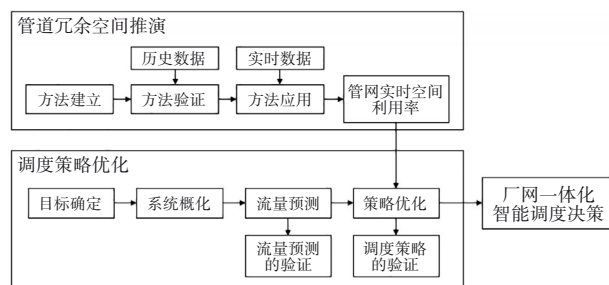 管道冗余空间推演
历史数据
实时数据
方法建立
方法验证
方法应用
管网实时空间
利用率
调度策略优化
目标确定
系统概化
流量预测
策略优化
厂网一体化
智能调度决策
流量预测
的验证
调度策略
的验证